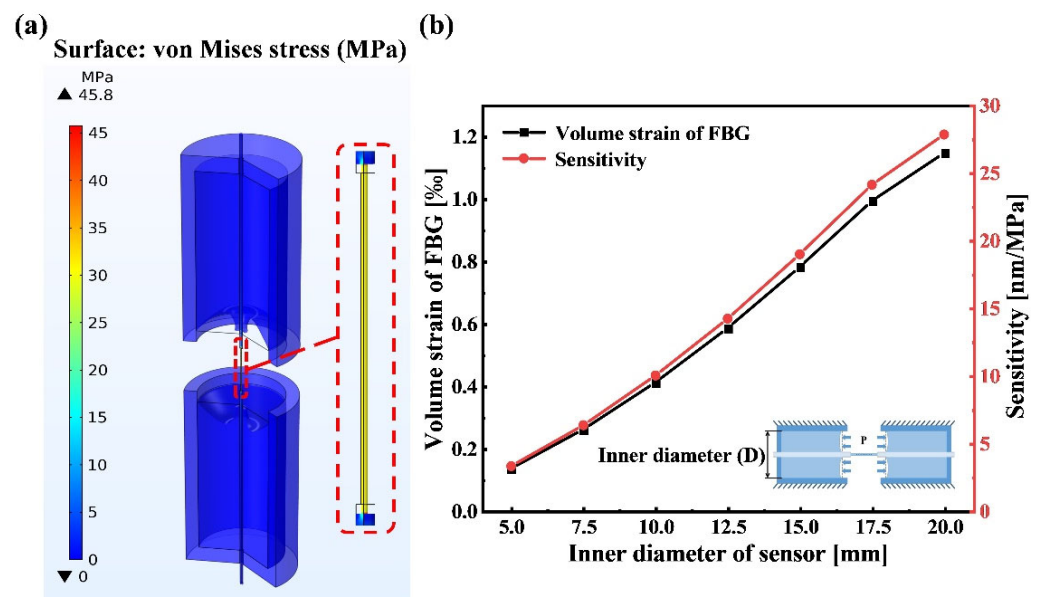 (a)
Surface: von Mises stress (MPa)
MPa
▲ 45.8
45
40
35
30
25
20
15
10
5
0
▼ 0
(b)
Volume strain of FBG
Sensitivity
Volume strain of FBG [‰]
1.2
1.0
0.8
0.6
0.4
0.2
0.0
30
25
20
15
10
5
0
Sensitivity [nm/MPa]
P
Inner diameter (D)
5.0 7.5 10.0 12.5 15.0 17.5 20.0
Inner diameter of sensor [mm]